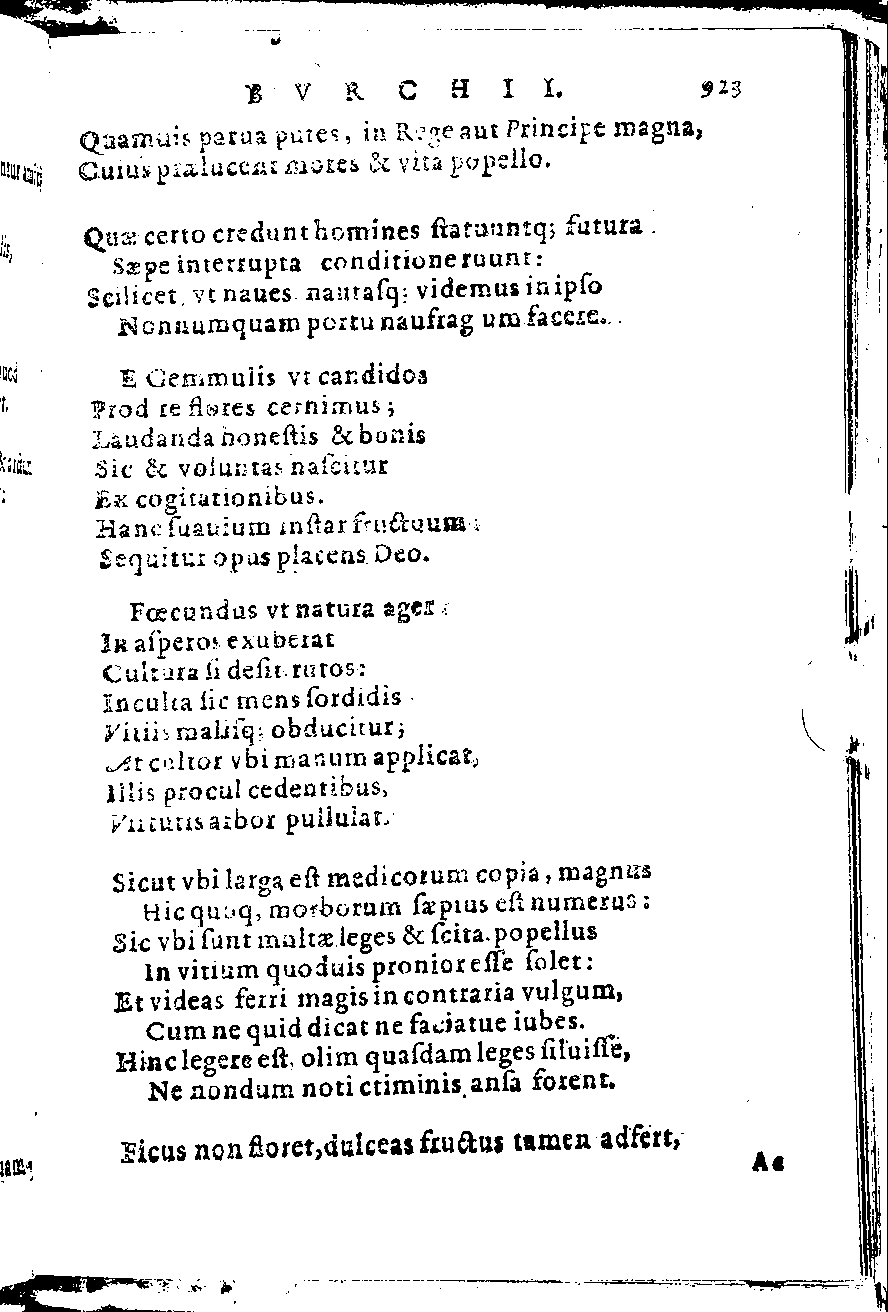 B V R C H I I. 923
Quamuis parua putes, in Rege aut Principe magna,
Cuius prælucent mores & vita popello.
Quæ certo credunt homines ſtatuuntq; futura
Sæpe interrupta conditione ruunt:
Scilicet, vt naues nautaſq; videmus in ipſo
Nonnumquam portu naufragium facere.
E Gemmulis vt candidos
Prodire flores cernimus;
Laudanda honeſtis & bonis
Sic & voluntas naſcitur
Ex cogitationibus.
Hanc ſuauium inſtar fructuum
Sequitur opus placens Deo.
Fœcundus vt natura ager
In aſperos exuberat
Cultura ſi deſit rutos:
Inculta ſic mens ſordidis
Vitiis maliſq; obducitur;
At cultor vbi manum applicat,
Illis procul cedentibus,
Virtutis arbor pullulat.
Sicut vbi larga eſt medicorum copia, magnus
Hic quoq, morborum ſæpius eſt numerus:
Sic vbi ſunt multæ leges & ſcita. popellus
In vitium quoduis pronior eſſe ſolet:
Et videas ferri magis in contraria vulgum,
Cum ne quid dicat ne faciatue iubes.
Hinc legere eſt, olim quaſdam leges ſiluiſſe,
Ne nondum noti ctiminis anſa forent.
Ficus non floret, dulceas fructus tamen adfert,
Ac